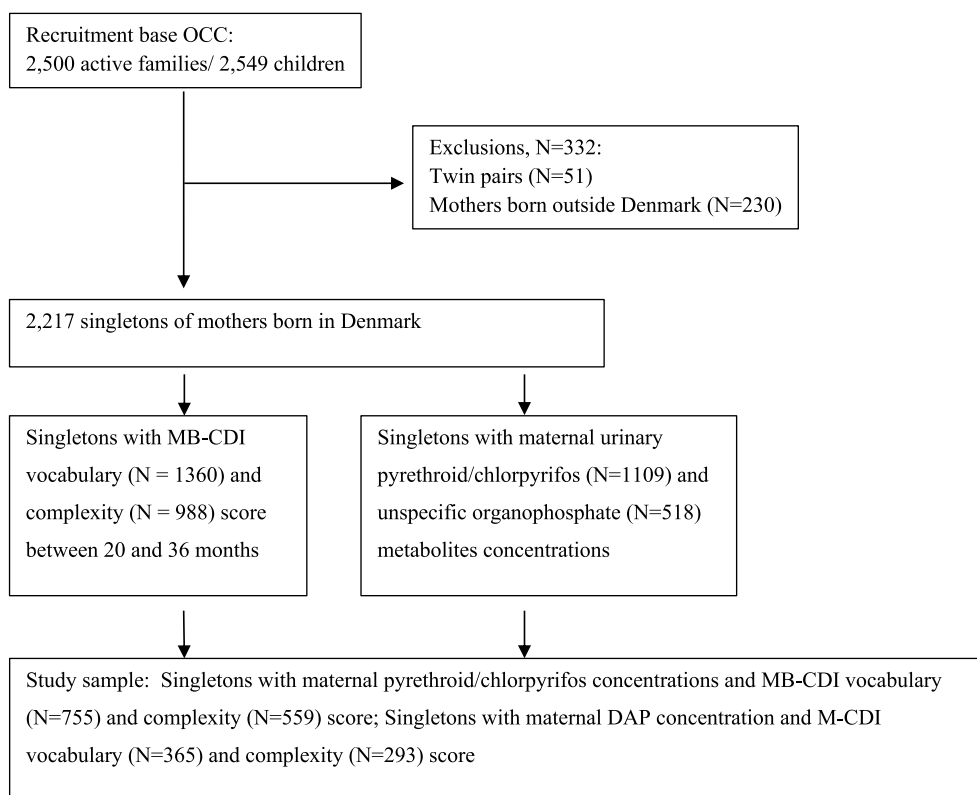 Recruitment base OCC:
2,500 active families/ 2,549 children
Exclusions, N=332:
Twin pairs (N=51)
Mothers born outside Denmark (N=230)
2,217 singletons of mothers born in Denmark
Singletons with MB-CDI
vocabulary (N = 1360) and
complexity (N = 988) score
between 20 and 36 months
Singletons with maternal urinary
pyrethroid/chlorpyrifos (N=1109) and
unspecific organophosphate (N=518)
metabolites concentrations
Study sample: Singletons with maternal pyrethroid/chlorpyrifos concentrations and MB-CDI vocabulary
(N=755) and complexity (N=559) score; Singletons with maternal DAP concentration and M-CDI
vocabulary (N=365) and complexity (N=293) score